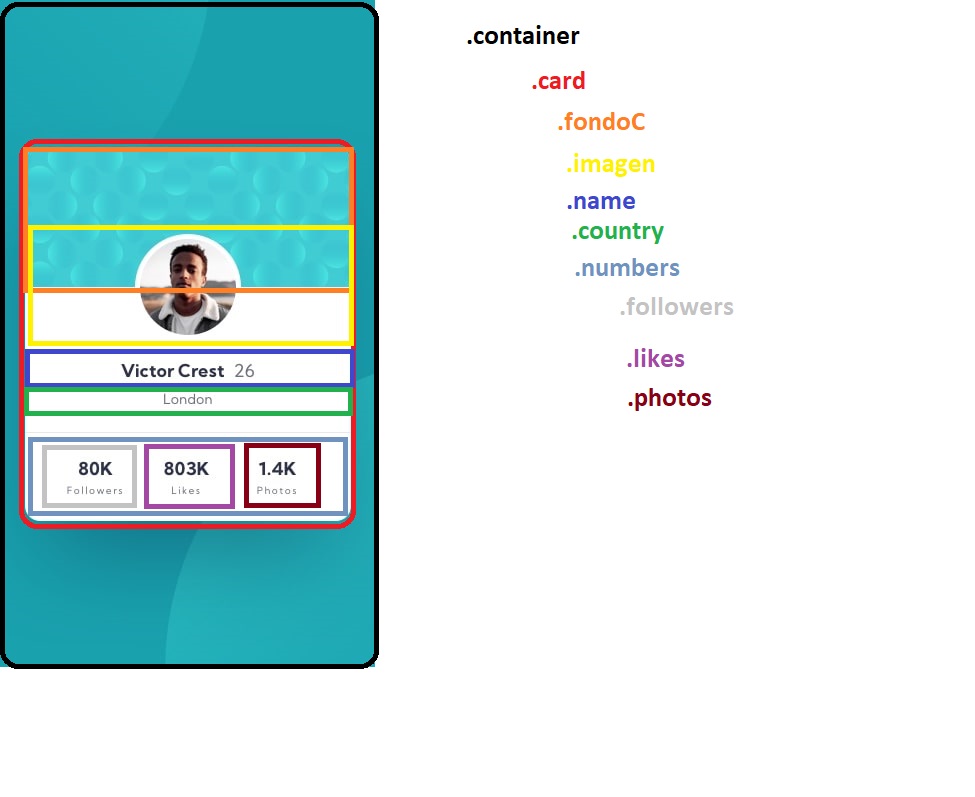 .container
.card
.fondoC
.imagen
.name
.country
.numbers
.followers
.likes
.photos
Victor Crest 26
London
80K 803K 1.4K
Followers Likes Photos